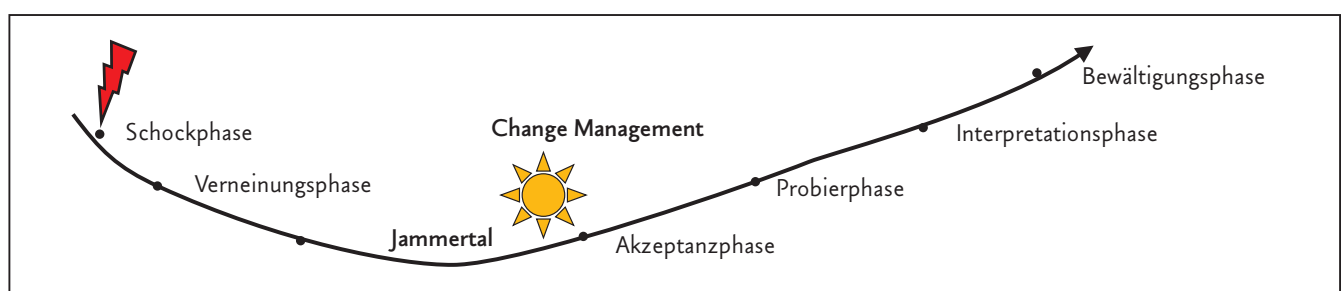 Schockphase
Verneinungsphase
Jammertal
Change Management
Akzeptanzphase
Probierphase
Interpretationsphase
Bewältigungsphase